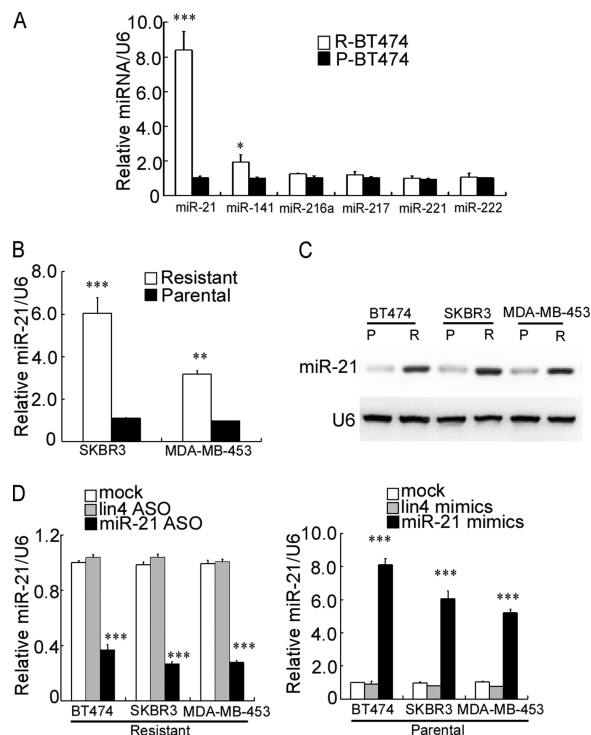 A
Relative miRNA/U6
10.0
8.0
6.0
4.0
2.0
0
***
*
R-BT474
P-BT474
miR-21 miR-141 miR-216a miR-217 miR-221 miR-222
B
Relative miR-21/U6
8.0
6.0
4.0
2.0
0
***
**
Resistant
Parental
SKBR3 MDA-MB-453
C
BT474 SKBR3 MDA-MB-453
P R P R P R
miR-21
U6
D
mock
lin4 ASO
miR-21 ASO
Relative miR-21/U6
1.2
0.8
0.4
0
*** *** ***
BT474 SKBR3 MDA-MB-453
Resistant
mock
lin4 mimics
miR-21 mimics
Relative miR-21/U6
10.0
8.0
6.0
4.0
2.0
0
*** *** ***
BT474 SKBR3 MDA-MB-453
Parental